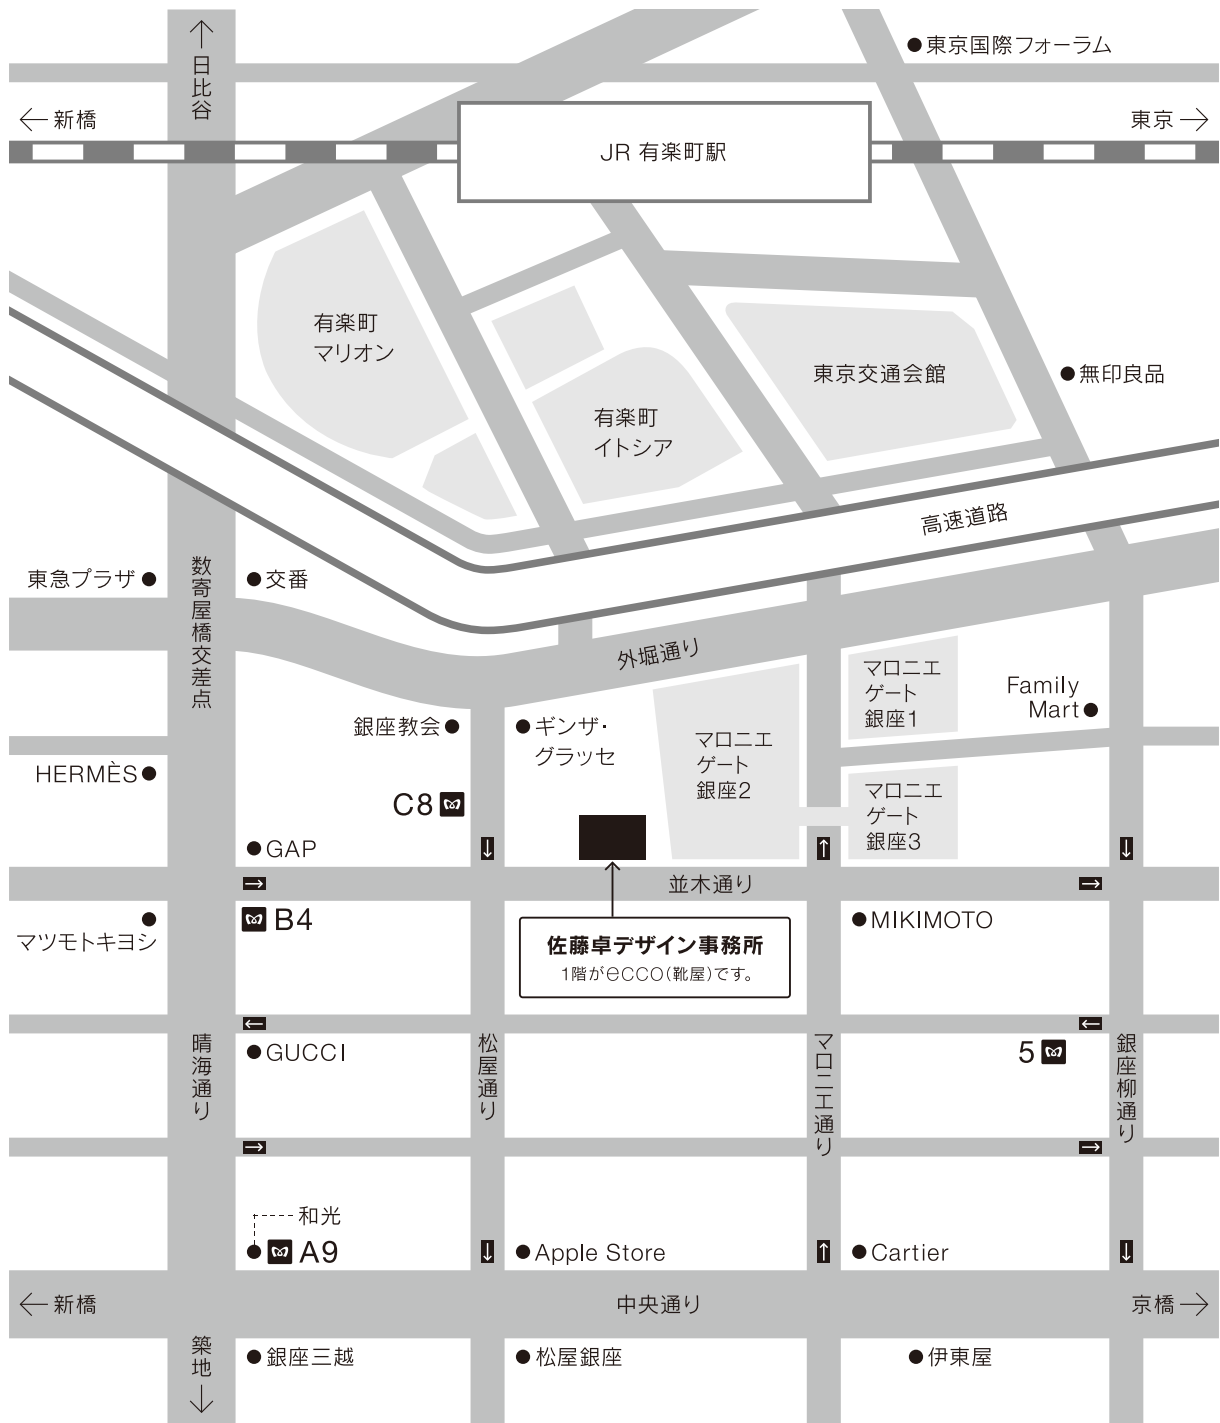 日比谷
東京国際フォーラム
新橋
東京
JR 有楽町駅
有楽町
マリオン
有楽町
イトシア
東京交通会館
無印良品
高速道路
東急プラザ
数寄屋橋交差点
交番
外堀通り
マロニエ
ゲート
銀座1
Family
Mart
銀座教会
ギンザ・
グラッセ
マロニエ
ゲート
銀座2
HERMÈS
マロニエ
ゲート
銀座3
C8
GAP
並木通り
B4
マツモトキヨシ
MIKIMOTO
佐藤卓デザイン事務所
1階がecco(靴屋)です。
晴海通り
GUCCI
松屋通り
マロニエ通り
5
銀座柳通り
和光
A9
Apple Store
Cartier
新橋
中央通り
京橋
築地
銀座三越
松屋銀座
伊東屋